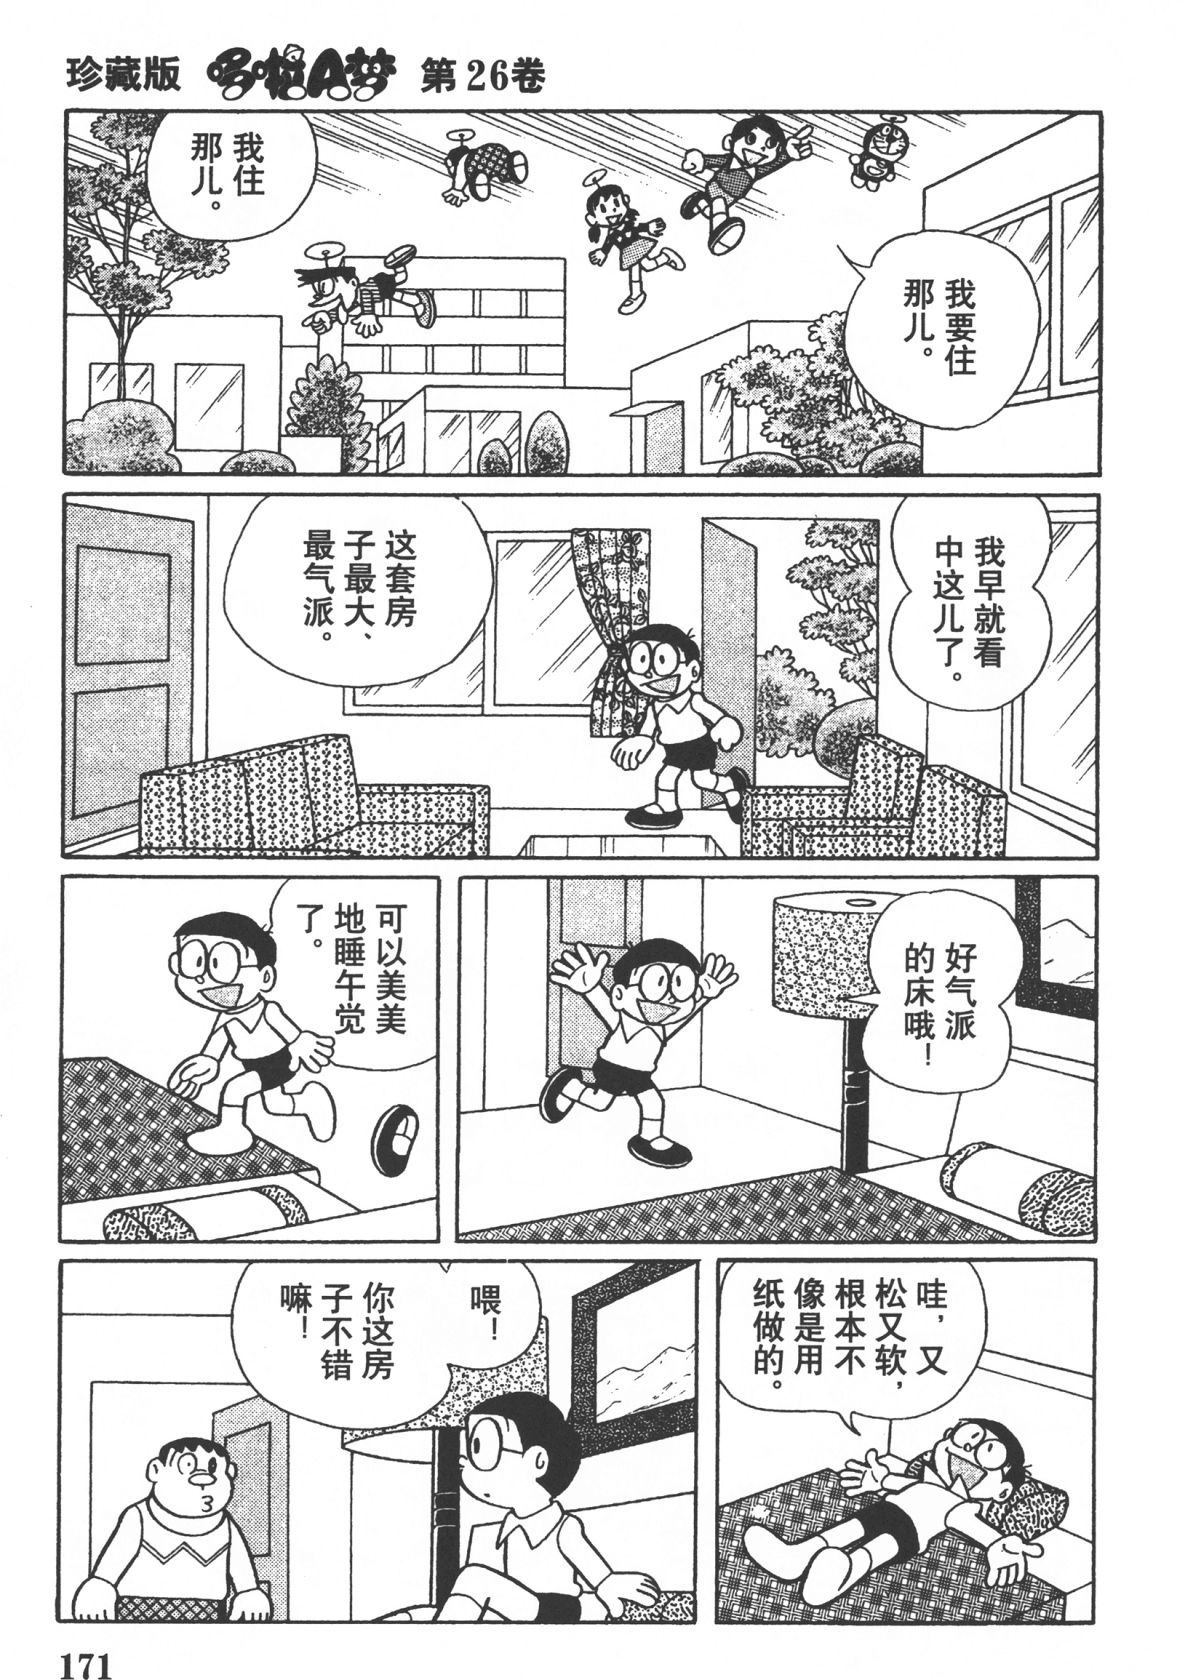 珍藏版 哆啦A梦 第26卷
我要住
那儿。
我住
那儿。
我早就看
中这儿了。
这套房
子最大、
最气派。
好气派
的床哦！
可以美美
地睡午觉
了。
哇，又
松又软，
根本不
像是用
纸做的。
喂！
你这房
子不错
嘛！
171